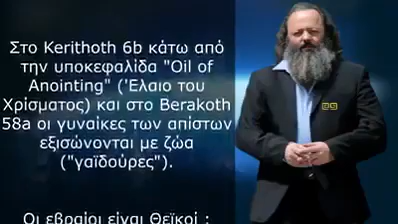 Στο Kerithoth 6b κάτω από
την υποκεφαλίδα "Oil of
Anointing" ('Ελαιο του
Χρίσματος) και στο Berakoth
58a οι γυναίκες των απίστων
εξισώνονται με ζώα
("γαϊδούρες").
Οι εβραίοι είναι Θεϊκοί :